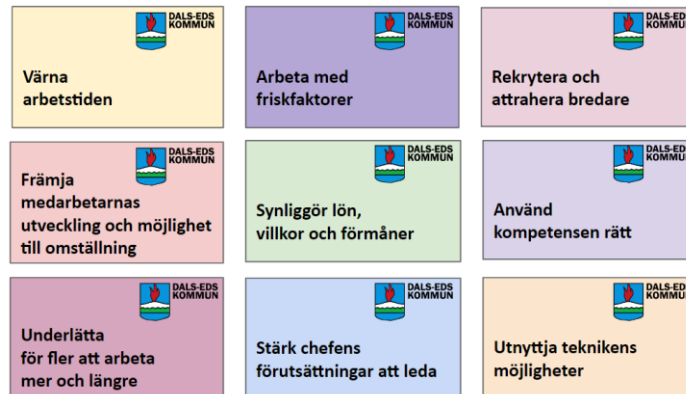 DALS-EDS
KOMMUN
Värna
arbetstiden
DALS-EDS
KOMMUN
Arbeta med
friskfaktorer
DALS-EDS
KOMMUN
Rekrytera och
attrahera bredare
DALS-EDS
KOMMUN
Främja
medarbetarnas
utveckling och möjlighet
till omställning
DALS-EDS
KOMMUN
Synliggör lön,
villkor och förmåner
DALS-EDS
KOMMUN
Använd
kompetensen rätt
DALS-EDS
KOMMUN
Underlätta
för fler att arbeta
mer och längre
DALS-EDS
KOMMUN
Stärk chefens
förutsättningar att leda
DALS-EDS
KOMMUN
Utnyttja teknikens
möjligheter